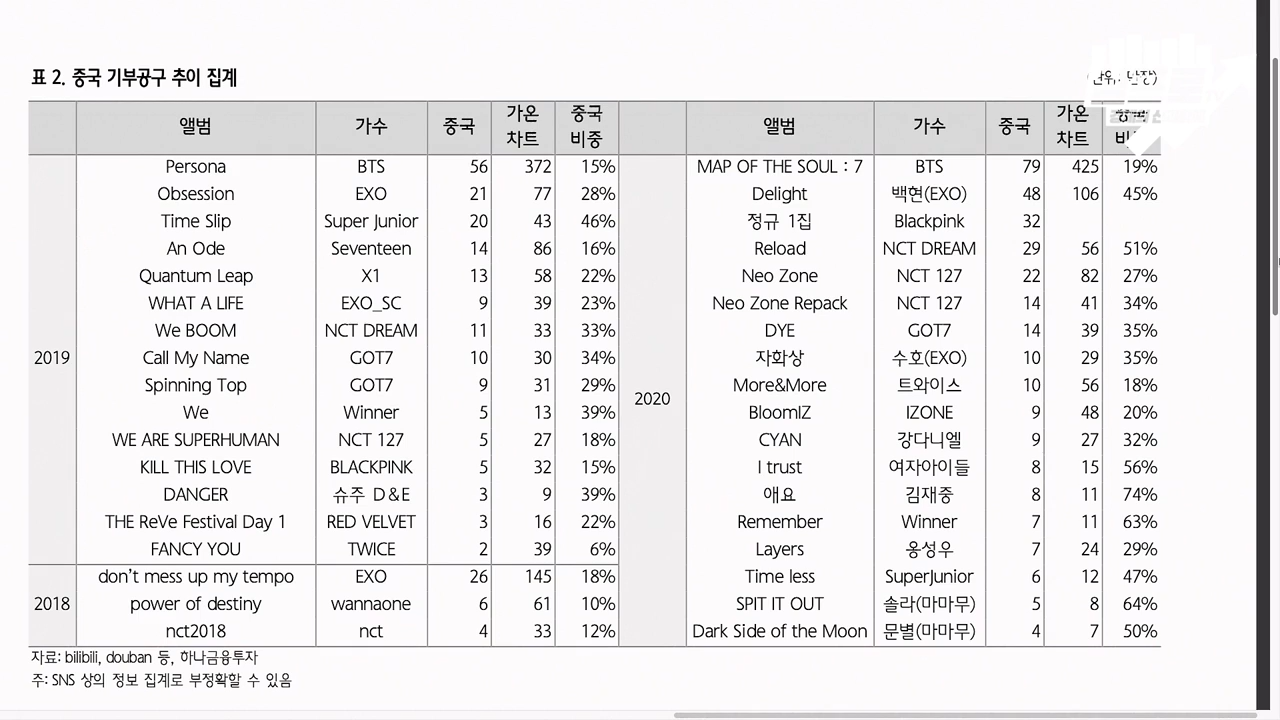 표 2. 중국 기부공구 추이 집계
(단위: 만장)
앨범 가수 중국 가온차트 중국비중 앨범 가수 중국 가온차트 중국비중
Persona BTS 56 372 15% MAP OF THE SOUL : 7 BTS 79 425 19%
Obsession EXO 21 77 28% Delight 백현(EXO) 48 106 45%
Time Slip Super Junior 20 43 46% 정규 1집 Blackpink 32
An Ode Seventeen 14 86 16% Reload NCT DREAM 29 56 51%
Quantum Leap X1 13 58 22% Neo Zone NCT 127 22 82 27%
WHAT A LIFE EXO_SC 9 39 23% Neo Zone Repack NCT 127 14 41 34%
We BOOM NCT DREAM 11 33 33% DYE GOT7 14 39 35%
2019 Call My Name GOT7 10 30 34% 자화상 수호(EXO) 10 29 35%
Spinning Top GOT7 9 31 29% More&More 트와이스 10 56 18%
2020
We Winner 5 13 39% BloomIZ IZONE 9 48 20%
WE ARE SUPERHUMAN NCT 127 5 27 18% CYAN 강다니엘 9 27 32%
KILL THIS LOVE BLACKPINK 5 32 15% I trust 여자아이들 8 15 56%
DANGER 슈주 D&E 3 9 39% 애요 김재중 8 11 74%
THE ReVe Festival Day 1 RED VELVET 3 16 22% Remember Winner 7 11 63%
FANCY YOU TWICE 2 39 6% Layers 옹성우 7 24 29%
don't mess up my tempo EXO 26 145 18% Time less SuperJunior 6 12 47%
2018 power of destiny wannaone 6 61 10% SPIT IT OUT 솔라(마마무) 5 8 64%
nct2018 nct 4 33 12% Dark Side of the Moon 문별(마마무) 4 7 50%
자료: bilibili, douban 등, 하나금융투자
주: SNS 상의 정보 집계로 부정확할 수 있음